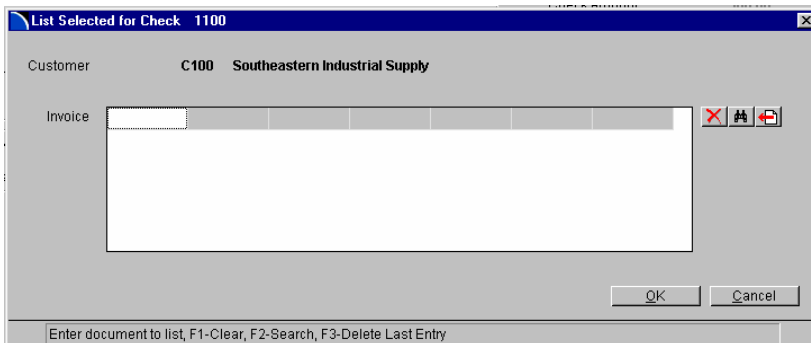 List Selected for Check 1100
Customer C100 Southeastern Industrial Supply
Invoice
OK Cancel
Enter document to list, F1-Clear, F2-Search, F3-Delete Last Entry